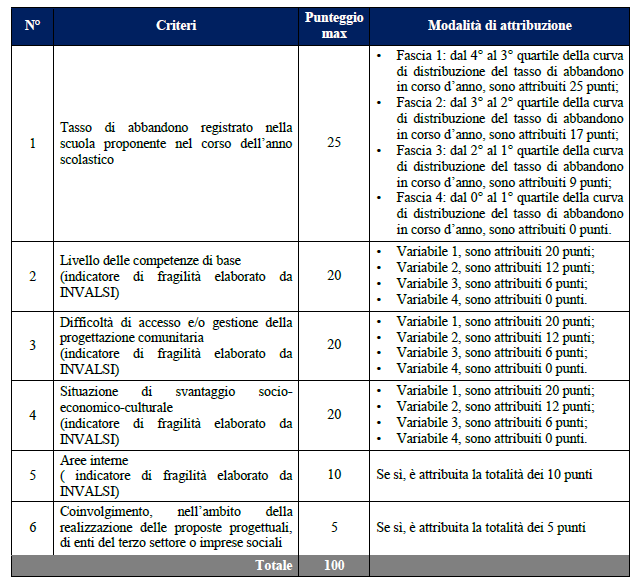 N°
Criteri
Punteggio
max
Modalità di attribuzione
1
Tasso di abbandono registrato nella
scuola proponente nel corso dell'anno
scolastico
25
• Fascia 1: dal 4° al 3° quartile della curva
di distribuzione del tasso di abbandono
in corso d'anno, sono attribuiti 25 punti;
• Fascia 2: dal 3° al 2° quartile della curva
di distribuzione del tasso di abbandono
in corso d'anno, sono attribuiti 17 punti;
• Fascia 3: dal 2° al 1° quartile della curva
di distribuzione del tasso di abbandono
in corso d'anno, sono attribuiti 9 punti;
• Fascia 4: dal 0° al 1° quartile della curva
di distribuzione del tasso di abbandono
in corso d'anno, sono attribuiti 0 punti.
2
Livello delle competenze di base
(indicatore di fragilità elaborato da
INVALSI)
20
• Variabile 1, sono attribuiti 20 punti;
• Variabile 2, sono attribuiti 12 punti;
• Variabile 3, sono attribuiti 6 punti;
• Variabile 4, sono attribuiti 0 punti.
3
Difficoltà di accesso e/o gestione della
progettazione comunitaria
(indicatore di fragilità elaborato da
INVALSI)
20
• Variabile 1, sono attribuiti 20 punti;
• Variabile 2, sono attribuiti 12 punti;
• Variabile 3, sono attribuiti 6 punti;
• Variabile 4, sono attribuiti 0 punti.
4
Situazione di svantaggio socio-
economico-culturale
(indicatore di fragilità elaborato da
INVALSI)
20
• Variabile 1, sono attribuiti 20 punti;
• Variabile 2, sono attribuiti 12 punti;
• Variabile 3, sono attribuiti 6 punti;
• Variabile 4, sono attribuiti 0 punti.
5
Aree interne
( indicatore di fragilità elaborato da
INVALSI)
10
Se sì, è attribuita la totalità dei 10 punti
6
Coinvolgimento, nell'ambito della
realizzazione delle proposte progettuali,
di enti del terzo settore o imprese sociali
5
Se sì, è attribuita la totalità dei 5 punti
Totale
100